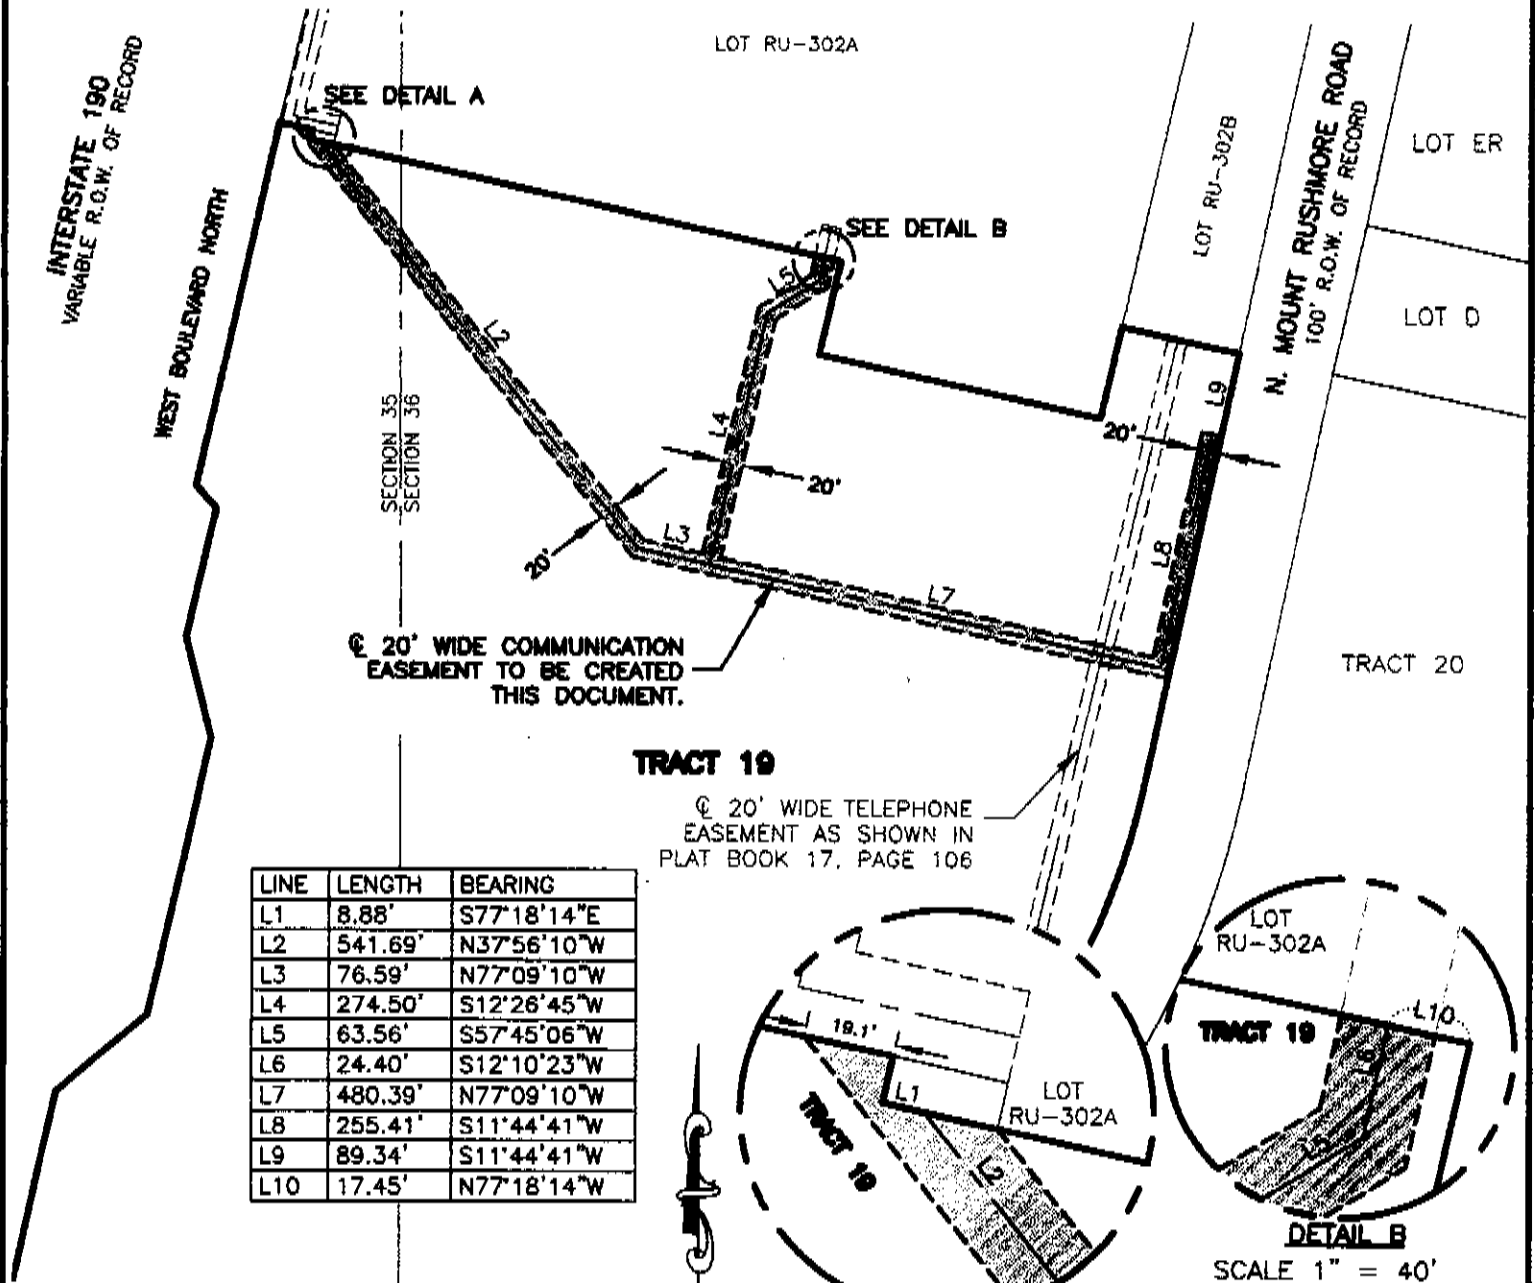 LOT RU-302A
INTERSTATE 190
VARIABLE R.O.W. OF RECORD
SEE DETAIL A
WEST BOULEVARD NORTH
SECTION 35
SECTION 36
SEE DETAIL B
LOT RU-302B
N. MOUNT RUSHMORE ROAD
100' R.O.W. OF RECORD
LOT ER
LOT D
L5
L2
L4
L9
20'
20'
L3
20'
L8
L7
℄ 20' WIDE COMMUNICATION
EASEMENT TO BE CREATED
THIS DOCUMENT.
TRACT 20
TRACT 19
℄ 20' WIDE TELEPHONE
EASEMENT AS SHOWN IN
PLAT BOOK 17, PAGE 106
LINE LENGTH BEARING
L1 8.88' S77°18'14"E
L2 541.69' N37°56'10"W
L3 76.59' N77°09'10"W
L4 274.50' S12°26'45"W
L5 63.56' S57°45'06"W
L6 24.40' S12°10'23"W
L7 480.39' N77°09'10"W
L8 255.41' S11°44'41"W
L9 89.34' S11°44'41"W
L10 17.45' N77°18'14"W
19.1'
L1
LOT
RU-302A
TRACT 19
L2
LOT
RU-302A
TRACT 19
L10
L6
L5
DETAIL B
SCALE 1" = 40'